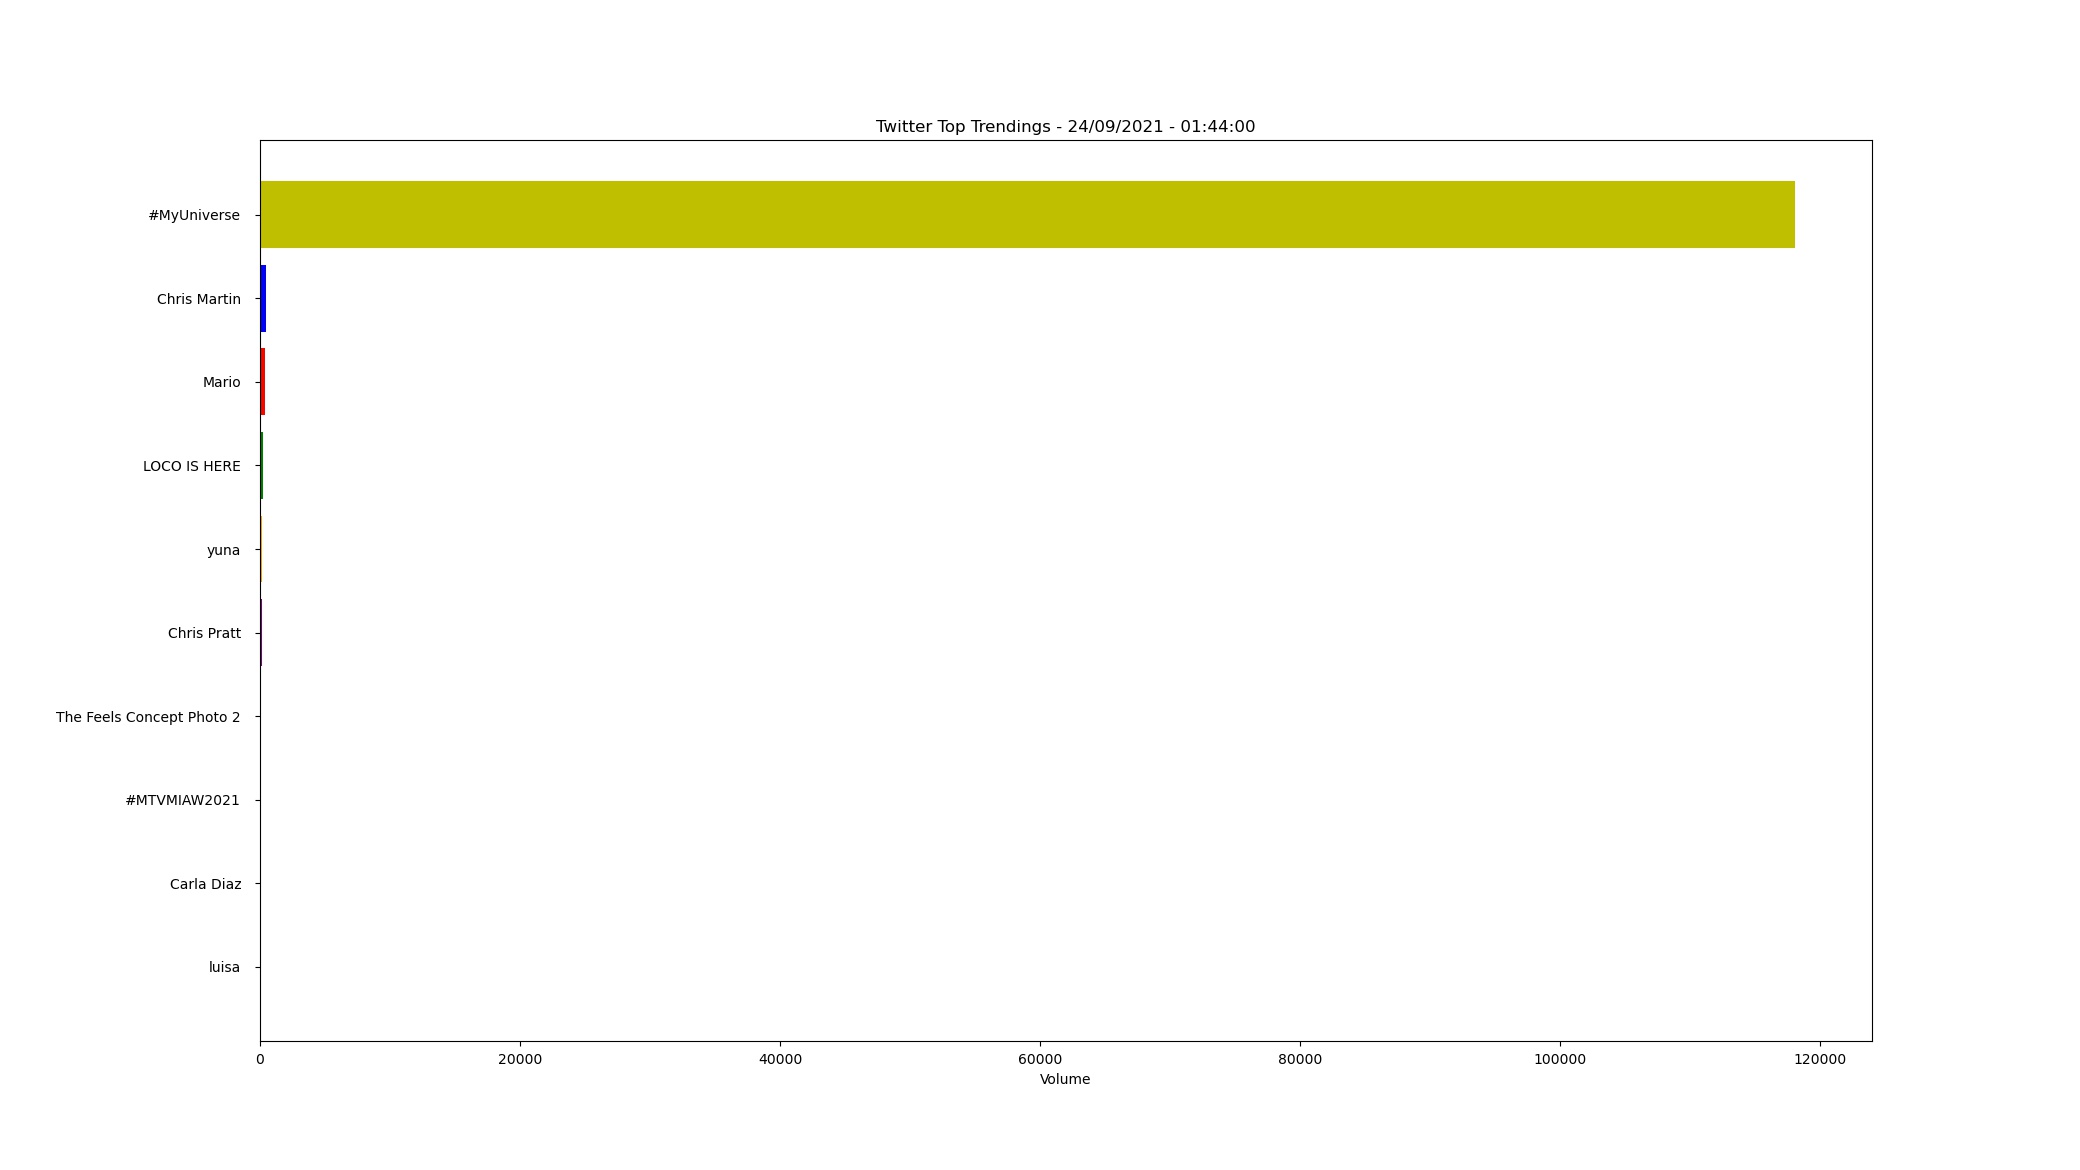 Twitter Top Trendings - 24/09/2021 - 01:44:00
#MyUniverse
Chris Martin
Mario
LOCO IS HERE
yuna
Chris Pratt
The Feels Concept Photo 2
#MTVMIAW2021
Carla Diaz
luisa
0 20000 40000 60000 80000 100000 120000
Volume